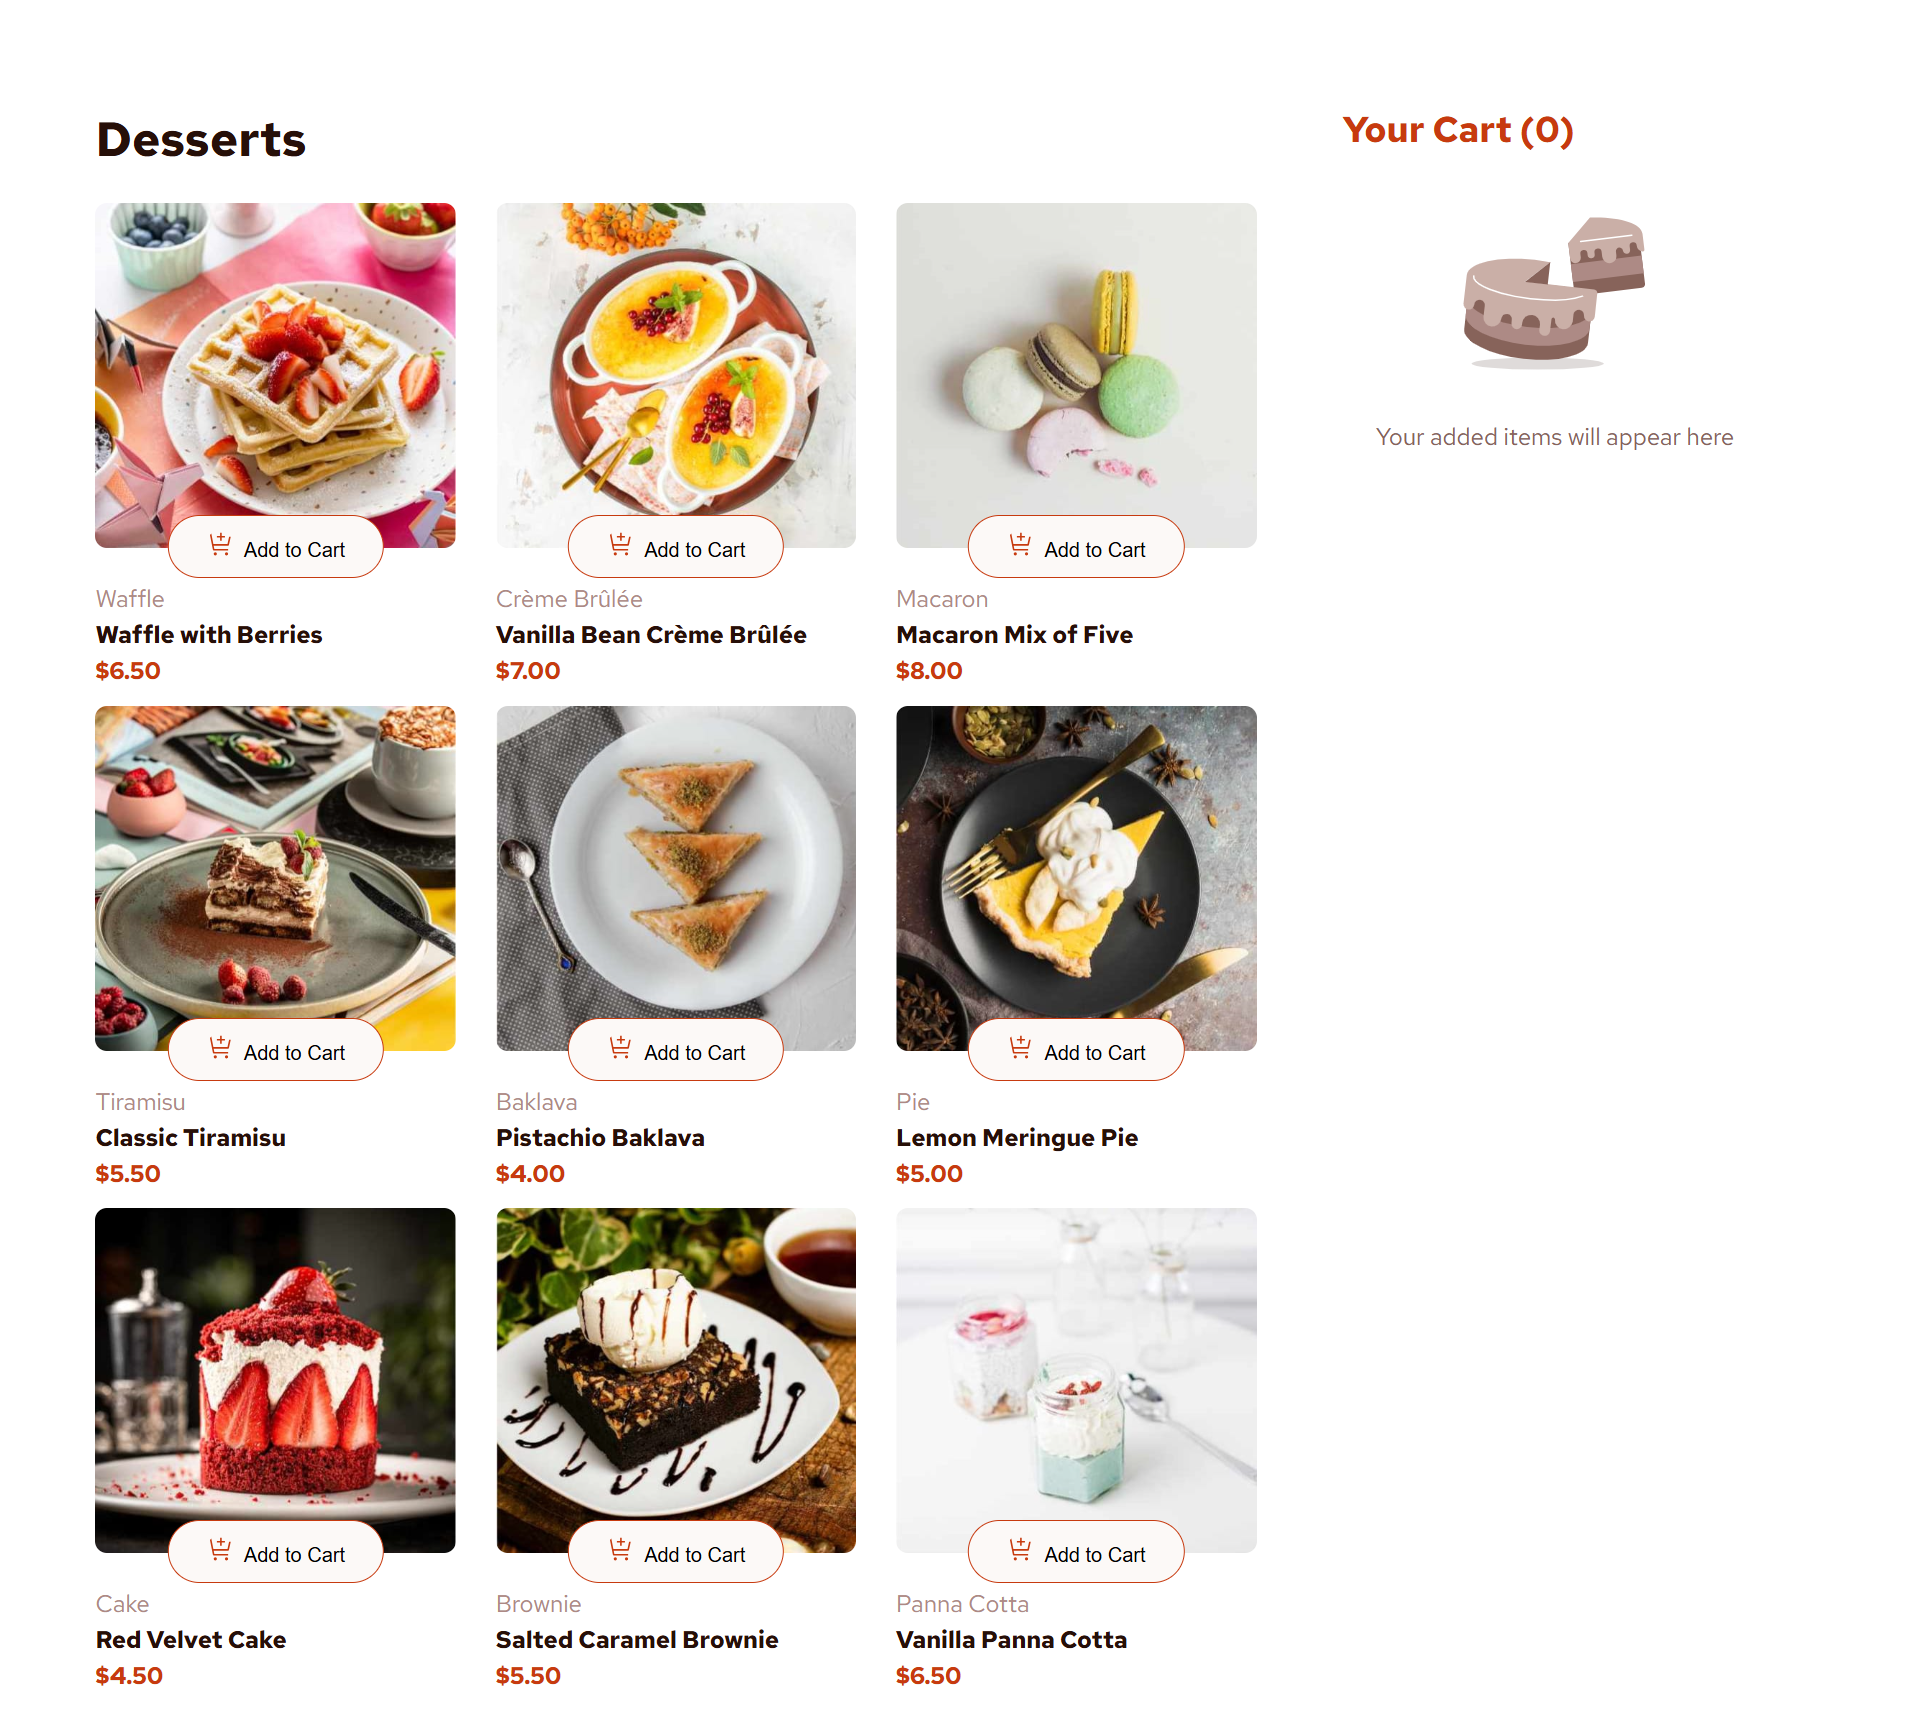 Desserts
Add to Cart
Waffle
Waffle with Berries
$6.50
Add to Cart
Crème Brûlée
Vanilla Bean Crème Brûlée
$7.00
Add to Cart
Macaron
Macaron Mix of Five
$8.00
Add to Cart
Tiramisu
Classic Tiramisu
$5.50
Add to Cart
Baklava
Pistachio Baklava
$4.00
Add to Cart
Pie
Lemon Meringue Pie
$5.00
Add to Cart
Cake
Red Velvet Cake
$4.50
Add to Cart
Brownie
Salted Caramel Brownie
$5.50
Add to Cart
Panna Cotta
Vanilla Panna Cotta
$6.50
Your Cart (0)
Your added items will appear here